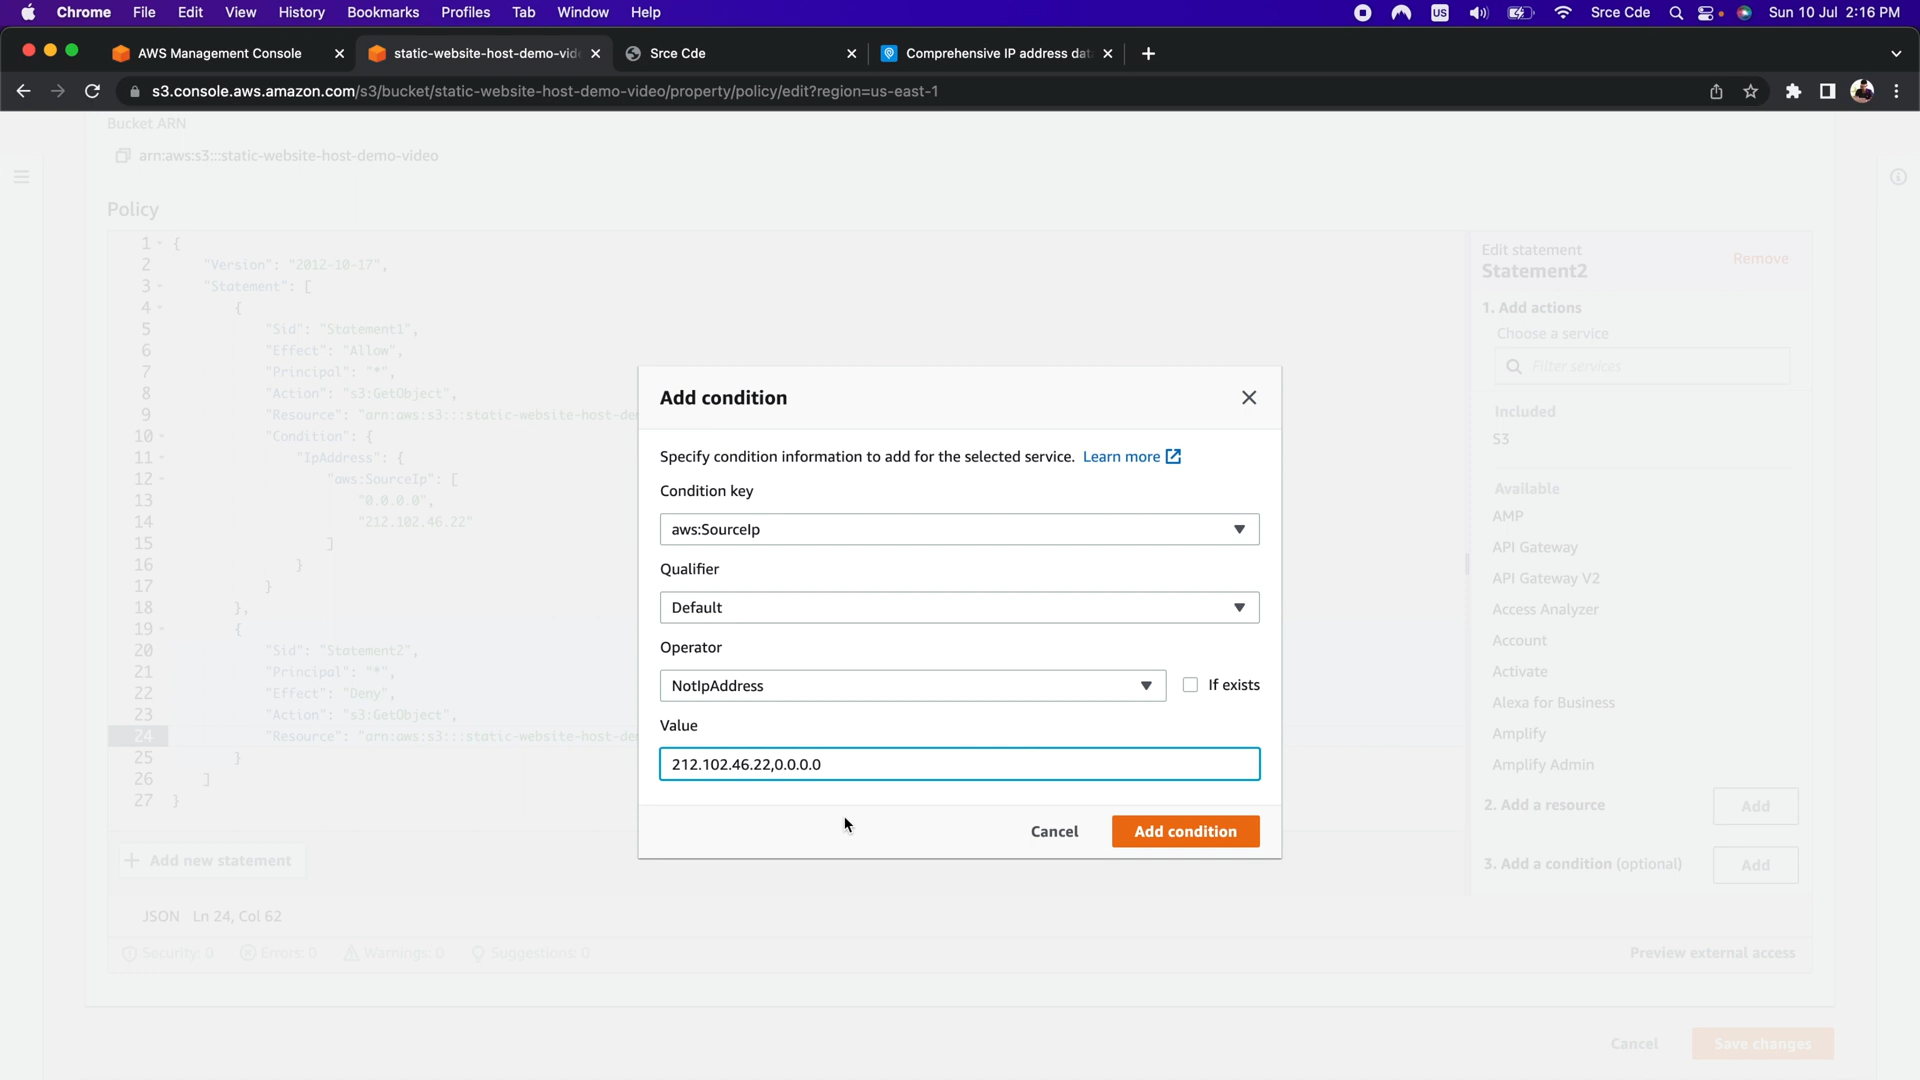 Chrome File Edit View History Bookmarks Profiles Tab Window Help US Srce Cde Sun 10 Jul 2:16 PM
AWS Management Console static-website-host-demo-vid Srce Cde Comprehensive IP address dat
s3.console.aws.amazon.com/s3/bucket/static-website-host-demo-video/property/policy/edit?region=us-east-1
Bucket ARN
arn:aws:s3:::static-website-host-demo-video
Policy
1 {
2 "Version": "2012-10-17",
3 "Statement": [
4 {
5 "Sid": "Statement1",
6 "Effect": "Allow",
7 "Principal": "*",
8 "Action": "s3:GetObject",
9 "Resource": "arn:aws:s3:::static-website-host-de
10 "Condition": {
11 "IpAddress": {
12 "aws:SourceIp": [
13 "0.0.0.0",
14 "212.102.46.22"
15 ]
16 }
17 }
18 },
19 {
20 "Sid": "Statement2",
21 "Principal": "*",
22 "Effect": "Deny",
23 "Action": "s3:GetObject",
24 "Resource": "arn:aws:s3:::static-website-host-de
25 }
26 ]
27 }
+ Add new statement
JSON Ln 24, Col 62
Security: 0 Errors: 0 Warnings: 0 Suggestions: 0
Preview external access
Cancel Save changes
Edit statement
Statement2
Remove
1. Add actions
Choose a service
Filter services
Included
S3
Available
AMP
API Gateway
API Gateway V2
Access Analyzer
Account
Activate
Alexa for Business
Amplify
Amplify Admin
2. Add a resource Add
3. Add a condition (optional) Add
Add condition
Specify condition information to add for the selected service. Learn more
Condition key
aws:SourceIp
Qualifier
Default
Operator
NotIpAddress If exists
Value
212.102.46.22,0.0.0.0
Cancel Add condition